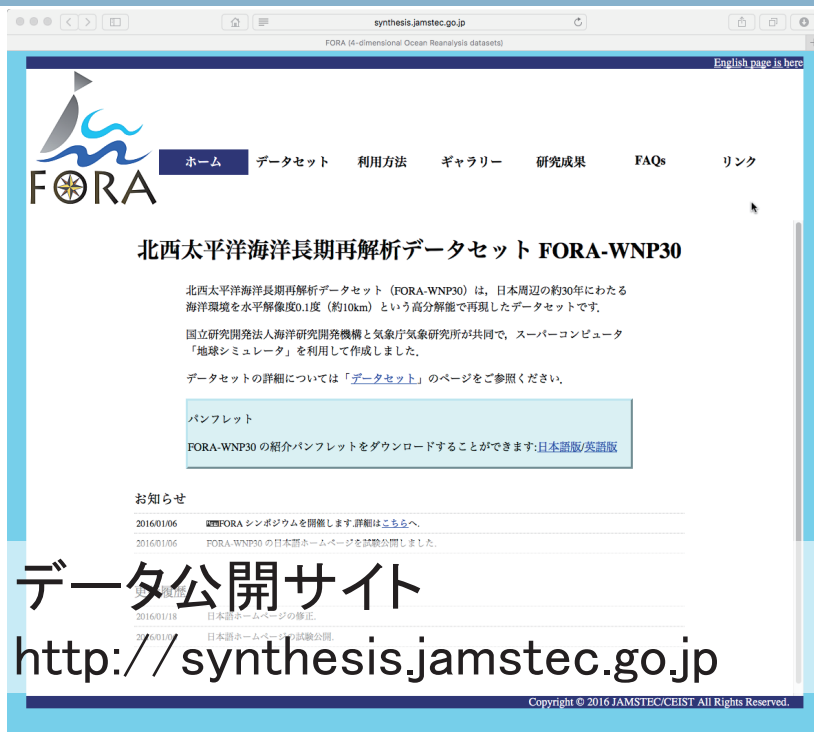 synthesis.jamstec.go.jp
FORA (4-dimensional Ocean Reanalysis datasets)
English page is here
FORA
ホーム データセット 利用方法 ギャラリー 研究成果 FAQs リンク
北西太平洋海洋長期再解析データセット FORA-WNP30
北西太平洋海洋長期再解析データセット（FORA-WNP30）は，日本周辺の約30年にわたる
海洋環境を水平解像度0.1度（約10km）という高分解能で再現したデータセットです．
国立研究開発法人海洋研究開発機構と気象庁気象研究所が共同で，スーパーコンピュータ
「地球シミュレータ」を利用して作成しました．
データセットの詳細については「データセット」のページをご参照ください．
パンフレット
FORA-WNP30 の紹介パンフレットをダウンロードすることができます:日本語版/英語版
お知らせ
2016/01/06 FORA シンポジウムを開催します.詳細はこちらへ.
2016/01/06 FORA-WNP30 の日本語ホームページを試験公開しました.
データ公開サイト
2016/01/18 日本語ホームページの修正.
日本語ホームページの試験公開.
http://synthesis.jamstec.go.jp
Copyright © 2016 JAMSTEC/CEIST All Rights Reserved.